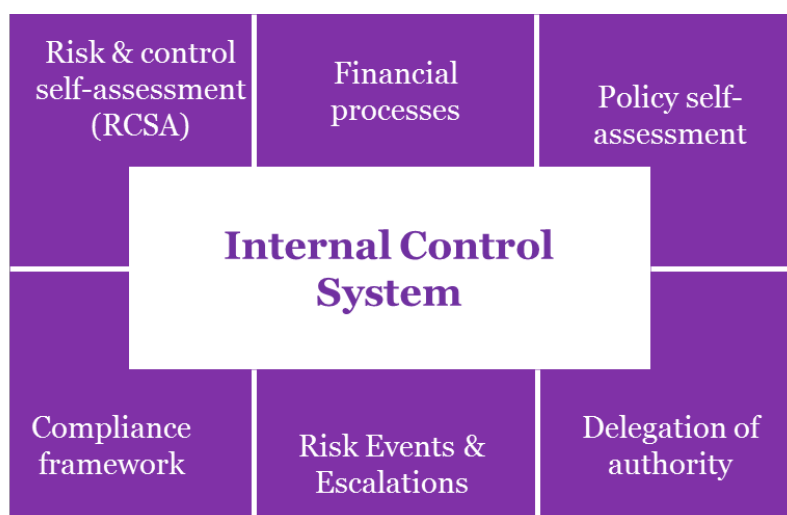 Risk & control
self-assessment
(RCSA)
Financial
processes
Policy self-
assessment
Internal Control
System
Compliance
framework
Risk Events &
Escalations
Delegation of
authority